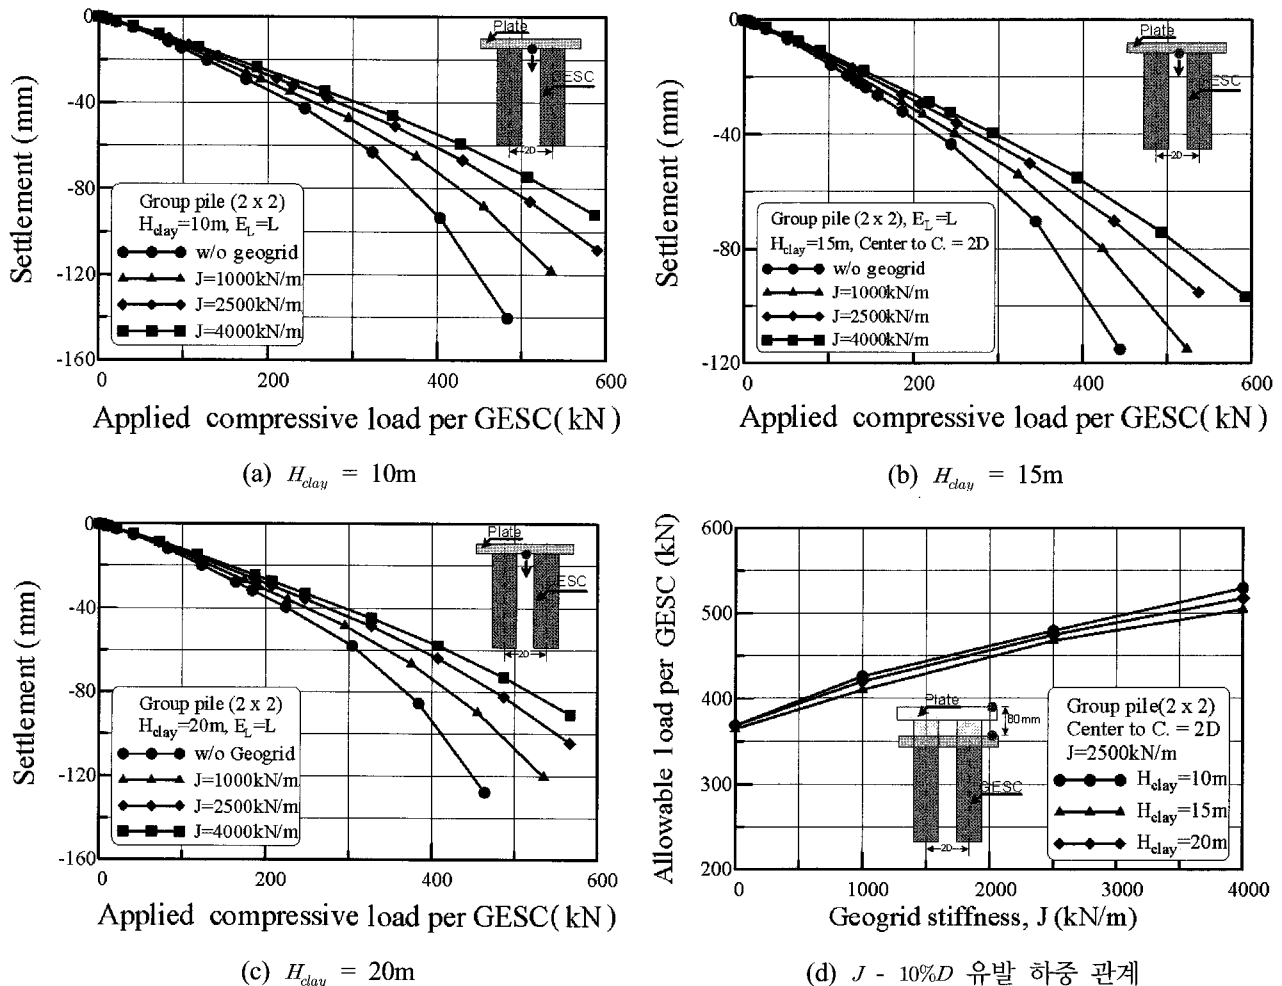 0
-40
-80
-120
-160
Settlement (mm)
Plate
GESC
2D
Group pile (2 x 2)
Hclay=10m, EL=L
w/o geogrid
J=1000kN/m
J=2500kN/m
J=4000kN/m
0 200 400 600
Applied compressive load per GESC(kN)
(a) Hclay = 10m
0
-40
-80
-120
Settlement (mm)
Plate
GESC
2D
Group pile (2 x 2), EL=L
Hclay=15m, Center to C. = 2D
w/o geogrid
J=1000kN/m
J=2500kN/m
J=4000kN/m
0 200 400 600
Applied compressive load per GESC(kN)
(b) Hclay = 15m
0
-40
-80
-120
-160
Settlement (mm)
Plate
GESC
2D
Group pile (2 x 2)
Hclay=20m, EL=L
w/o Geogrid
J=1000kN/m
J=2500kN/m
J=4000kN/m
0 200 400 600
Applied compressive load per GESC(kN)
(c) Hclay = 20m
600
500
400
300
200
Allowable load per GESC (kN)
Plate
80mm
GESC
2D
Group pile(2 x 2)
Center to C. = 2D
J=2500kN/m
Hclay=10m
Hclay=15m
Hclay=20m
0 1000 2000 3000 4000
Geogrid stiffness, J (kN/m)
(d) J - 10%D 유발 하중 관계